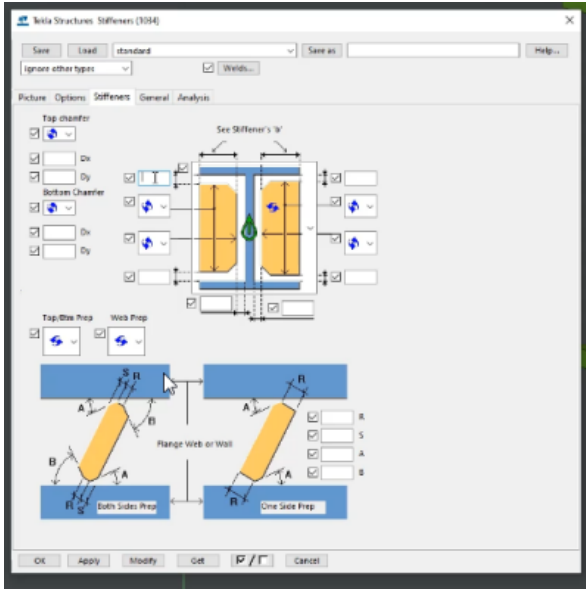 Tekla Structures Stiffeners (1034)
Save Load standard Save as Help...
Ignore other types Welds...
Picture Options Stiffeners General Analysis
Top chamfer
See Stiffener's 'b'
Dx
Dy
Bottom Chamfer
Dx
Dy
Top/Btm Prep Web Prep
S R R
A A
B
Flange Web or Wall
R
S
A
B
B A A
R S R
Both Sides Prep One Side Prep
OK Apply Modify Get / Cancel